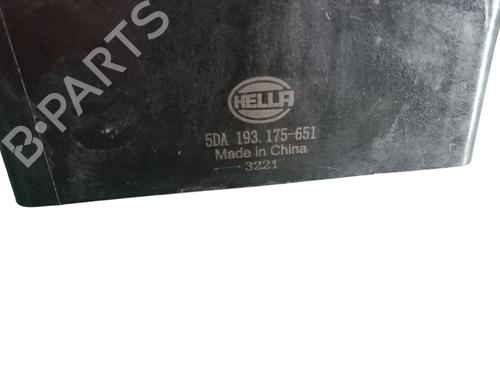 B-PARTS
HELLA
5DA 193.175-651
Made in China
3221